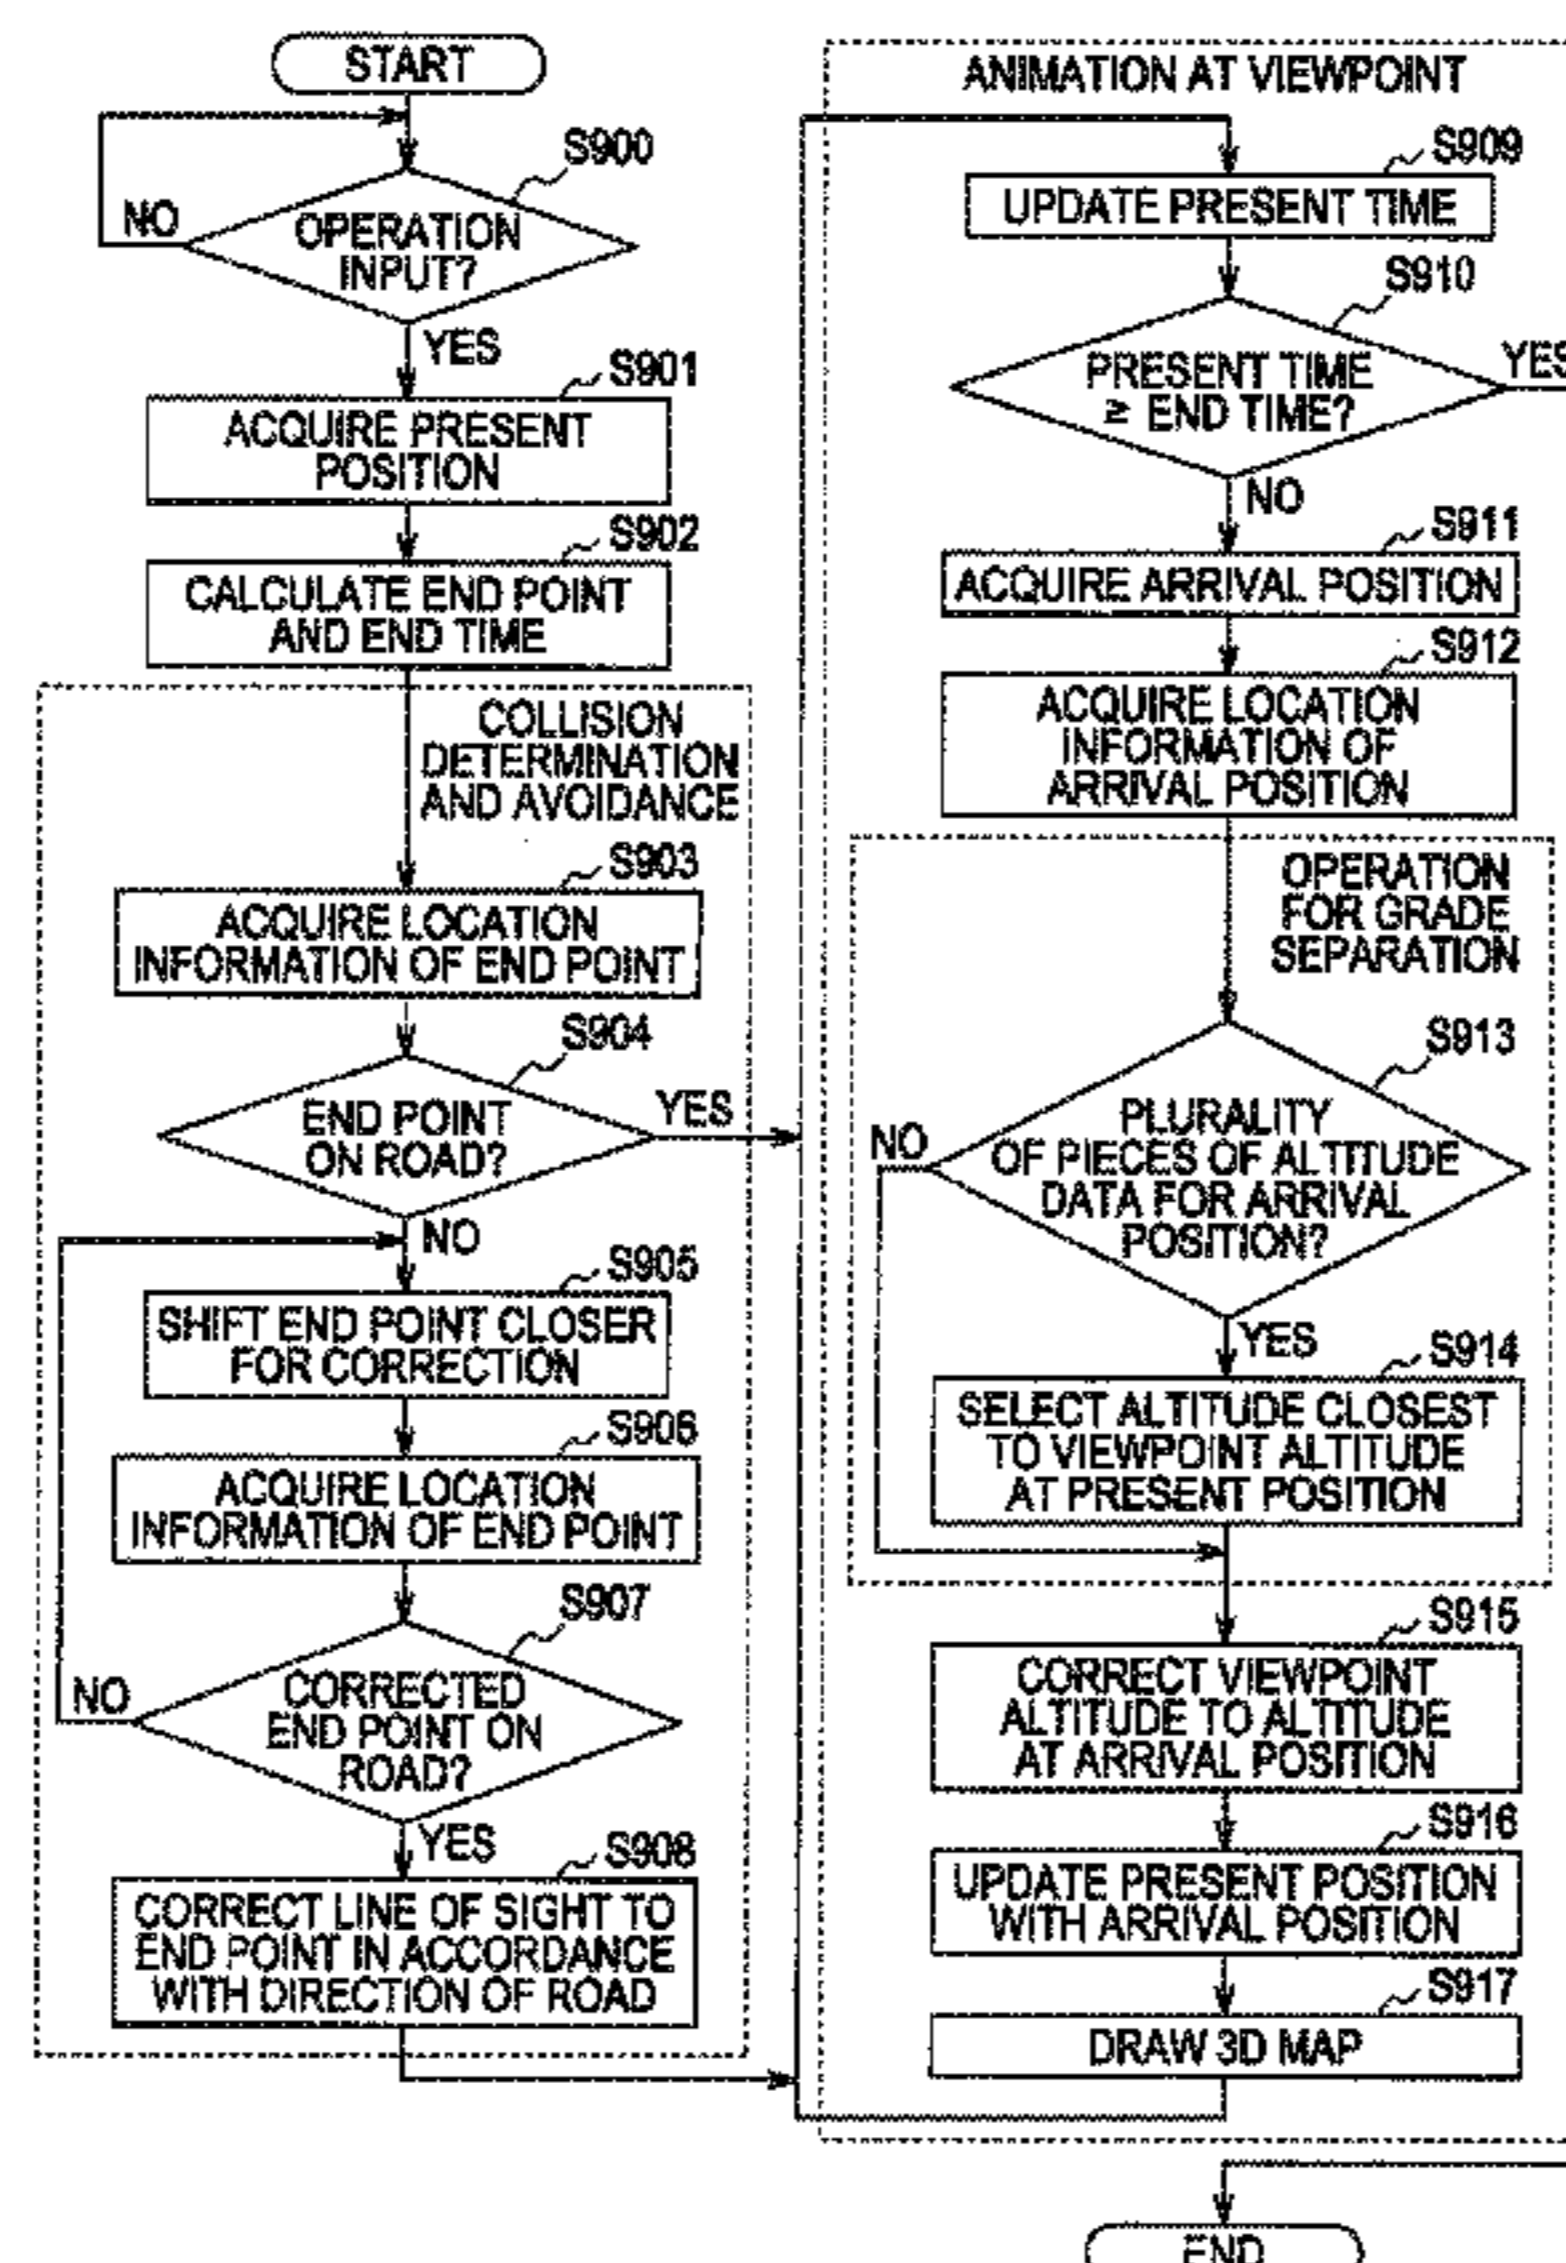 START
S900
NO
OPERATION
INPUT?
YES
S901
ACQUIRE PRESENT
POSITION
S902
CALCULATE END POINT
AND END TIME
COLLISION
DETERMINATION
AND AVOIDANCE
S903
ACQUIRE LOCATION
INFORMATION OF END POINT
S904
END POINT
ON ROAD?
YES
NO
S905
SHIFT END POINT CLOSER
FOR CORRECTION
S906
ACQUIRE LOCATION
INFORMATION OF END POINT
S907
NO
CORRECTED
END POINT ON
ROAD?
YES
S908
CORRECT LINE OF SIGHT TO
END POINT IN ACCORDANCE
WITH DIRECTION OF ROAD
ANIMATION AT VIEWPOINT
S909
UPDATE PRESENT TIME
S910
PRESENT TIME
≥ END TIME?
YES
NO
S911
ACQUIRE ARRIVAL POSITION
S912
ACQUIRE LOCATION
INFORMATION OF
ARRIVAL POSITION
OPERATION
FOR GRADE
SEPARATION
S913
NO
PLURALITY
OF PIECES OF ALTITUDE
DATA FOR ARRIVAL
POSITION?
YES
S914
SELECT ALTITUDE CLOSEST
TO VIEWPOINT ALTITUDE
AT PRESENT POSITION
S915
CORRECT VIEWPOINT
ALTITUDE TO ALTITUDE
AT ARRIVAL POSITION
S916
UPDATE PRESENT POSITION
WITH ARRIVAL POSITION
S917
DRAW 3D MAP
END